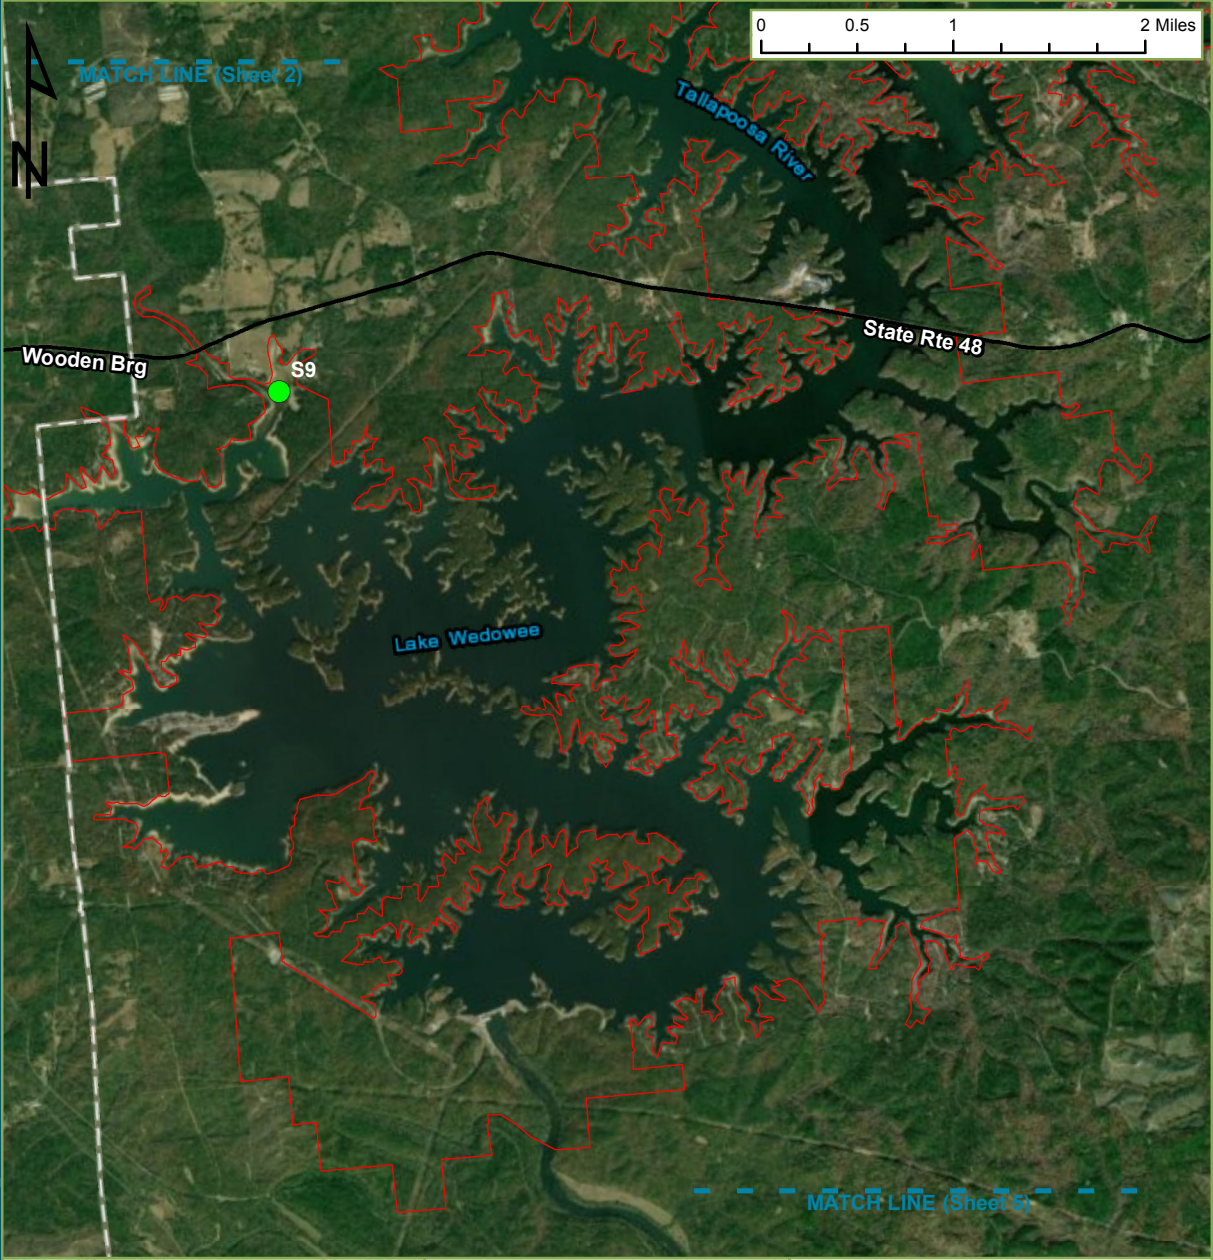 0 0.5 1 2 Miles
MATCH LINE (Sheet 2)
Tallapoosa River
N
State Rte 48
Wooden Brg
S9
Lake Wedowee
MATCH LINE (Sheet 5)